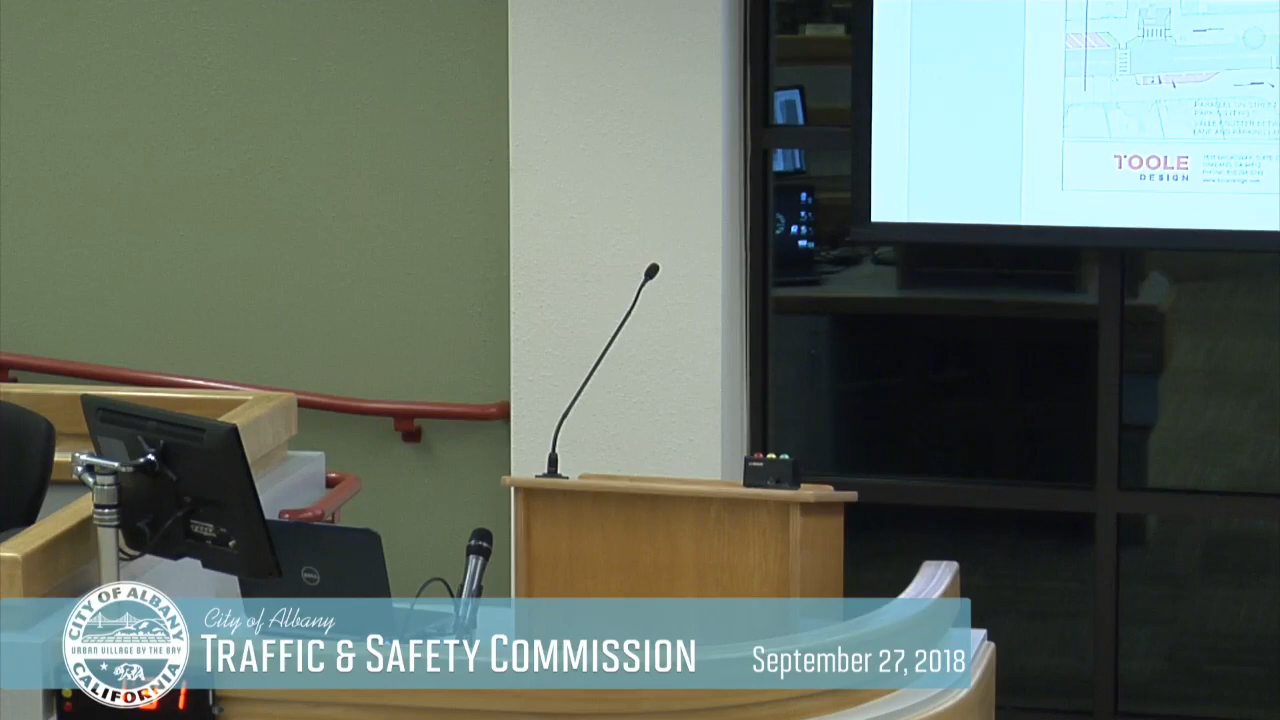 TOOLE
DESIGN
DELL
CITY OF ALBANY
URBAN VILLAGE BY THE BAY
CALIFORNIA
City of Albany
TRAFFIC & SAFETY COMMISSION
September 27, 2018